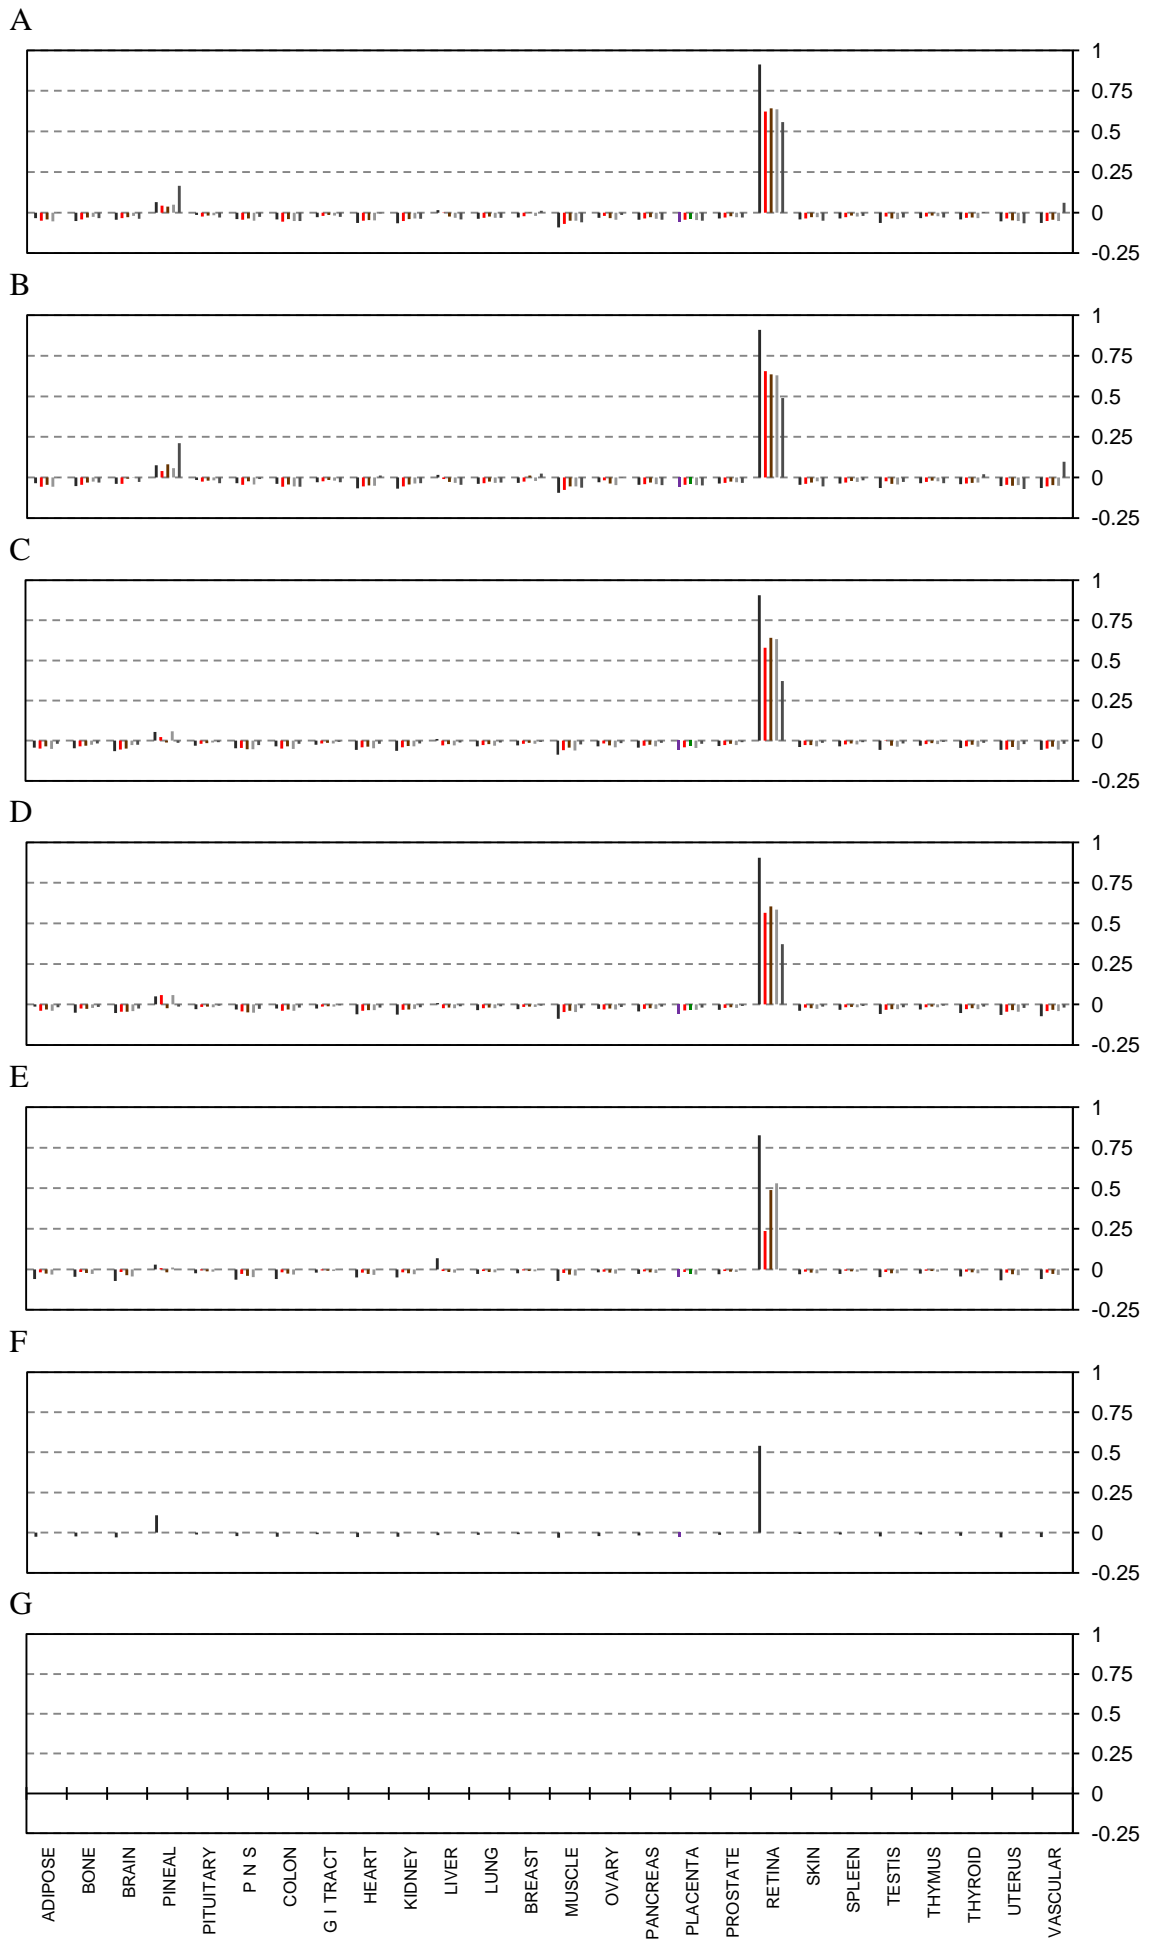 A
1
0.75
0.5
0.25
0
-0.25
B
1
0.75
0.5
0.25
0
-0.25
C
1
0.75
0.5
0.25
0
-0.25
D
1
0.75
0.5
0.25
0
-0.25
E
1
0.75
0.5
0.25
0
-0.25
F
1
0.75
0.5
0.25
0
-0.25
G
1
0.75
0.5
0.25
0
-0.25
ADIPOSE
BONE
BRAIN
PINEAL
PITUITARY
P N S
COLON
G I TRACT
HEART
KIDNEY
LIVER
LUNG
BREAST
MUSCLE
OVARY
PANCREAS
PLACENTA
PROSTATE
RETINA
SKIN
SPLEEN
TESTIS
THYMUS
THYROID
UTERUS
VASCULAR